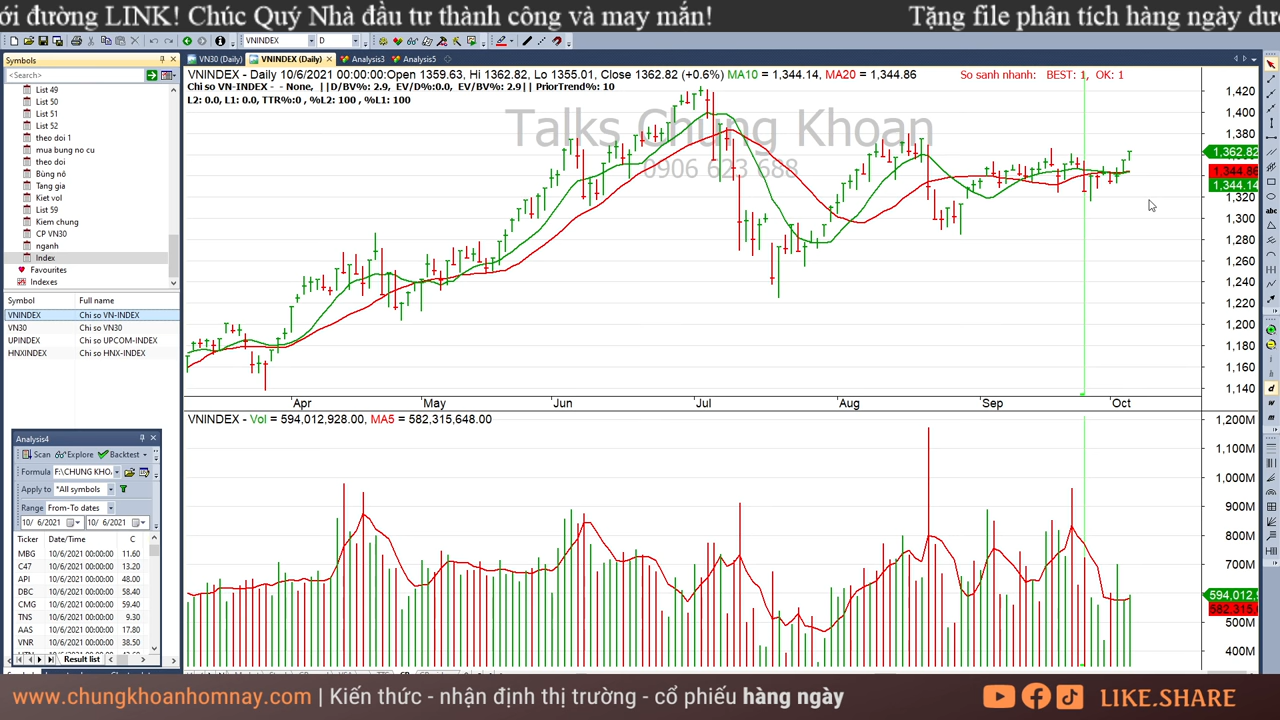 ới đường LINK! Chúc Quý Nhà đầu tư thành công và may mắn! Tặng file phân tích hàng ngày dư
VNINDEX D
Symbols
<Search>
List 49
List 50
List 51
List 52
theo doi 1
mua bung no cu
theo doi
Bùng nổ
Tang gia
Kiet vol
List 59
Kiem chung
CP VN30
nganh
Index
Favourites
Indexes
Symbol Full name
VNINDEX Chi so VN-INDEX
VN30 Chi so VN30
UPINDEX Chi so UPCOM-INDEX
HNXINDEX Chi so HNX-INDEX
Analysis4
Scan Explore Backtest
Formula F:\CHUNG KHO.
Apply to *All symbols
Range From-To dates
10/ 6/2021 10/ 6/2021
Ticker Date/Time C
MBG 10/6/2021 00:00:00 11.60
C47 10/6/2021 00:00:00 13.20
API 10/6/2021 00:00:00 48.00
DBC 10/6/2021 00:00:00 58.40
CMG 10/6/2021 00:00:00 59.40
TNS 10/6/2021 00:00:00 9.30
AAS 10/6/2021 00:00:00 17.80
VNR 10/6/2021 00:00:00 38.50
Result list
VN30 (Daily) VNINDEX (Daily) Analysis3 Analysis5
VNINDEX - Daily 10/6/2021 00:00:00:Open 1359.63, Hi 1362.82, Lo 1355.01, Close 1362.82 (+0.6%) MA10 = 1,344.14, MA20 = 1,344.86 So sanh nhanh: BEST: 1, OK: 1
Chi so VN-INDEX - - None, ||D/BV%: 2.9, EV/D%:0.0, EV/BV%: 2.9|| PriorTrend%: 10
L2: 0.0, L1: 0.0, TTR%:0 , %L2: 100 , %L1: 100
Talks Chung Khoan
0906 623 688
1,420
1,400
1,380
1,362.82
1,344.86
1,344.14
1,320
1,300
1,280
1,260
1,240
1,220
1,200
1,180
1,160
1,140
Apr May Jun Jul Aug Sep Oct
VNINDEX - Vol = 594,012,928.00, MA5 = 582,315,648.00
1,200M
1,100M
1,000M
900M
800M
700M
594,012,9
582,315,6
500M
400M
www.chungkhoanhomnay.com | Kiến thức - nhận định thị trường - cổ phiếu hàng ngày LIKE.SHARE